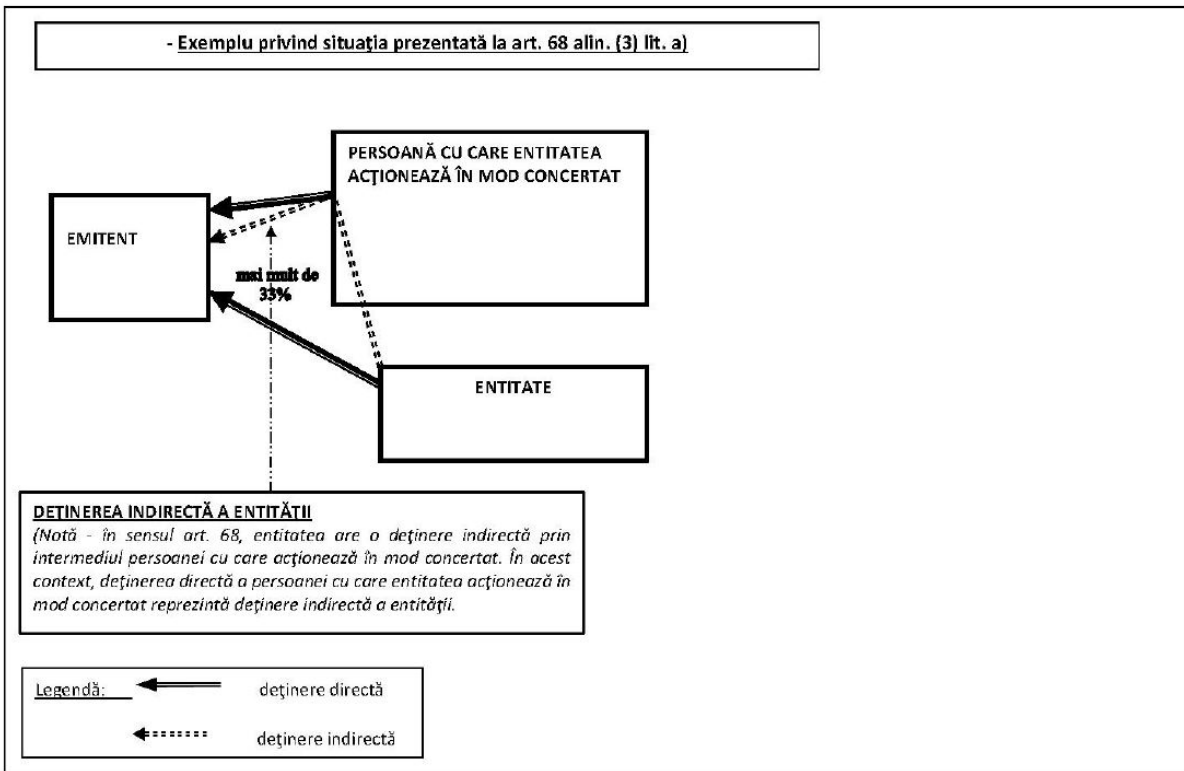 - Exemplu privind situaţia prezentată la art. 68 alin. (3) lit. a)
PERSOANĂ CU CARE ENTITATEA
ACŢIONEAZĂ ÎN MOD CONCERTAT
EMITENT
mai mult de
33%
ENTITATE
DEŢINEREA INDIRECTĂ A ENTITĂŢII
(Notă - în sensul art. 68, entitatea are o deţinere indirectă prin
intermediul persoanei cu care acţionează în mod concertat. În acest
context, deţinerea directă a persoanei cu care entitatea acţionează în
mod concertat reprezintă deţinere indirectă a entităţii.
Legendă: deţinere directă
deţinere indirectă